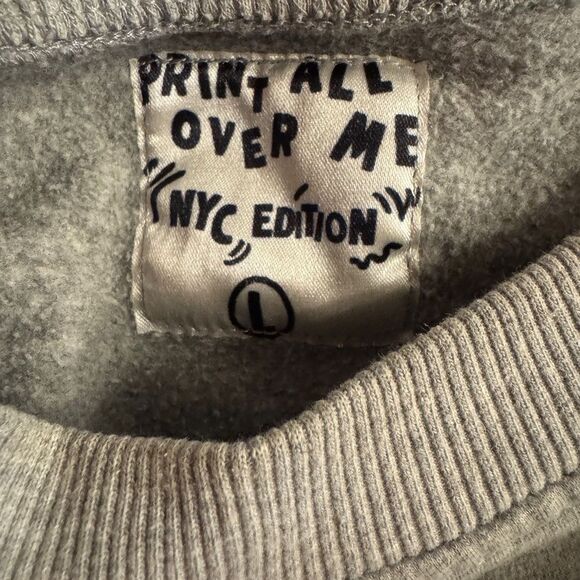 PRINT ALL
OVER ME
NYC EDITION
L